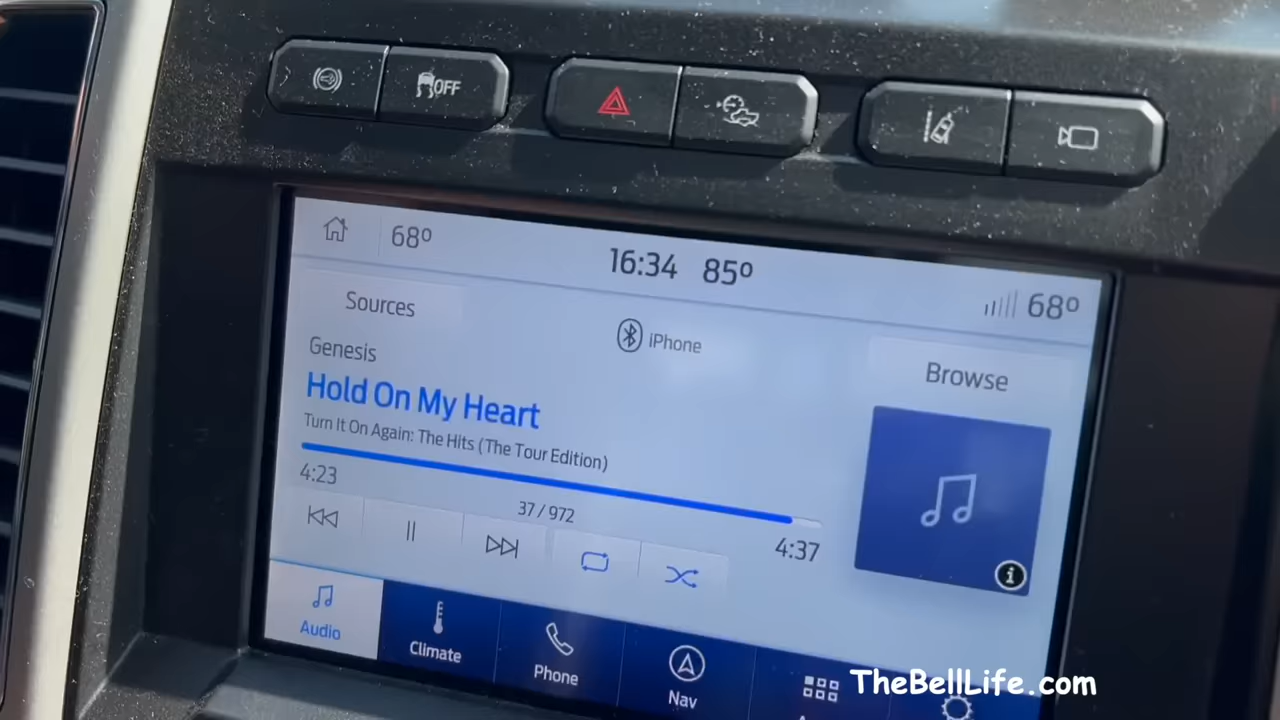 OFF
68° 16:34 85° 68°
Sources
iPhone
Browse
Genesis
Hold On My Heart
Turn It On Again: The Hits (The Tour Edition)
4:23
37 / 972
4:37
Audio
Climate
Phone
Nav
TheBellLife.com